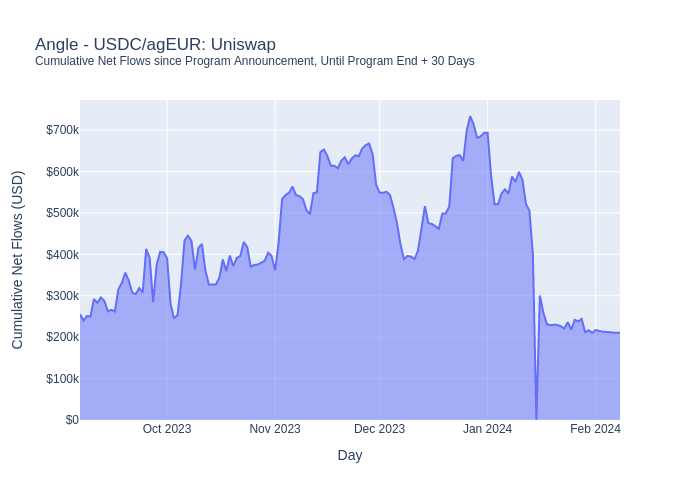 Angle - USDC/agEUR: Uniswap
Cumulative Net Flows since Program Announcement, Until Program End + 30 Days
Cumulative Net Flows (USD)
$700k
$600k
$500k
$400k
$300k
$200k
$100k
$0
Oct 2023
Nov 2023
Dec 2023
Jan 2024
Feb 2024
Day